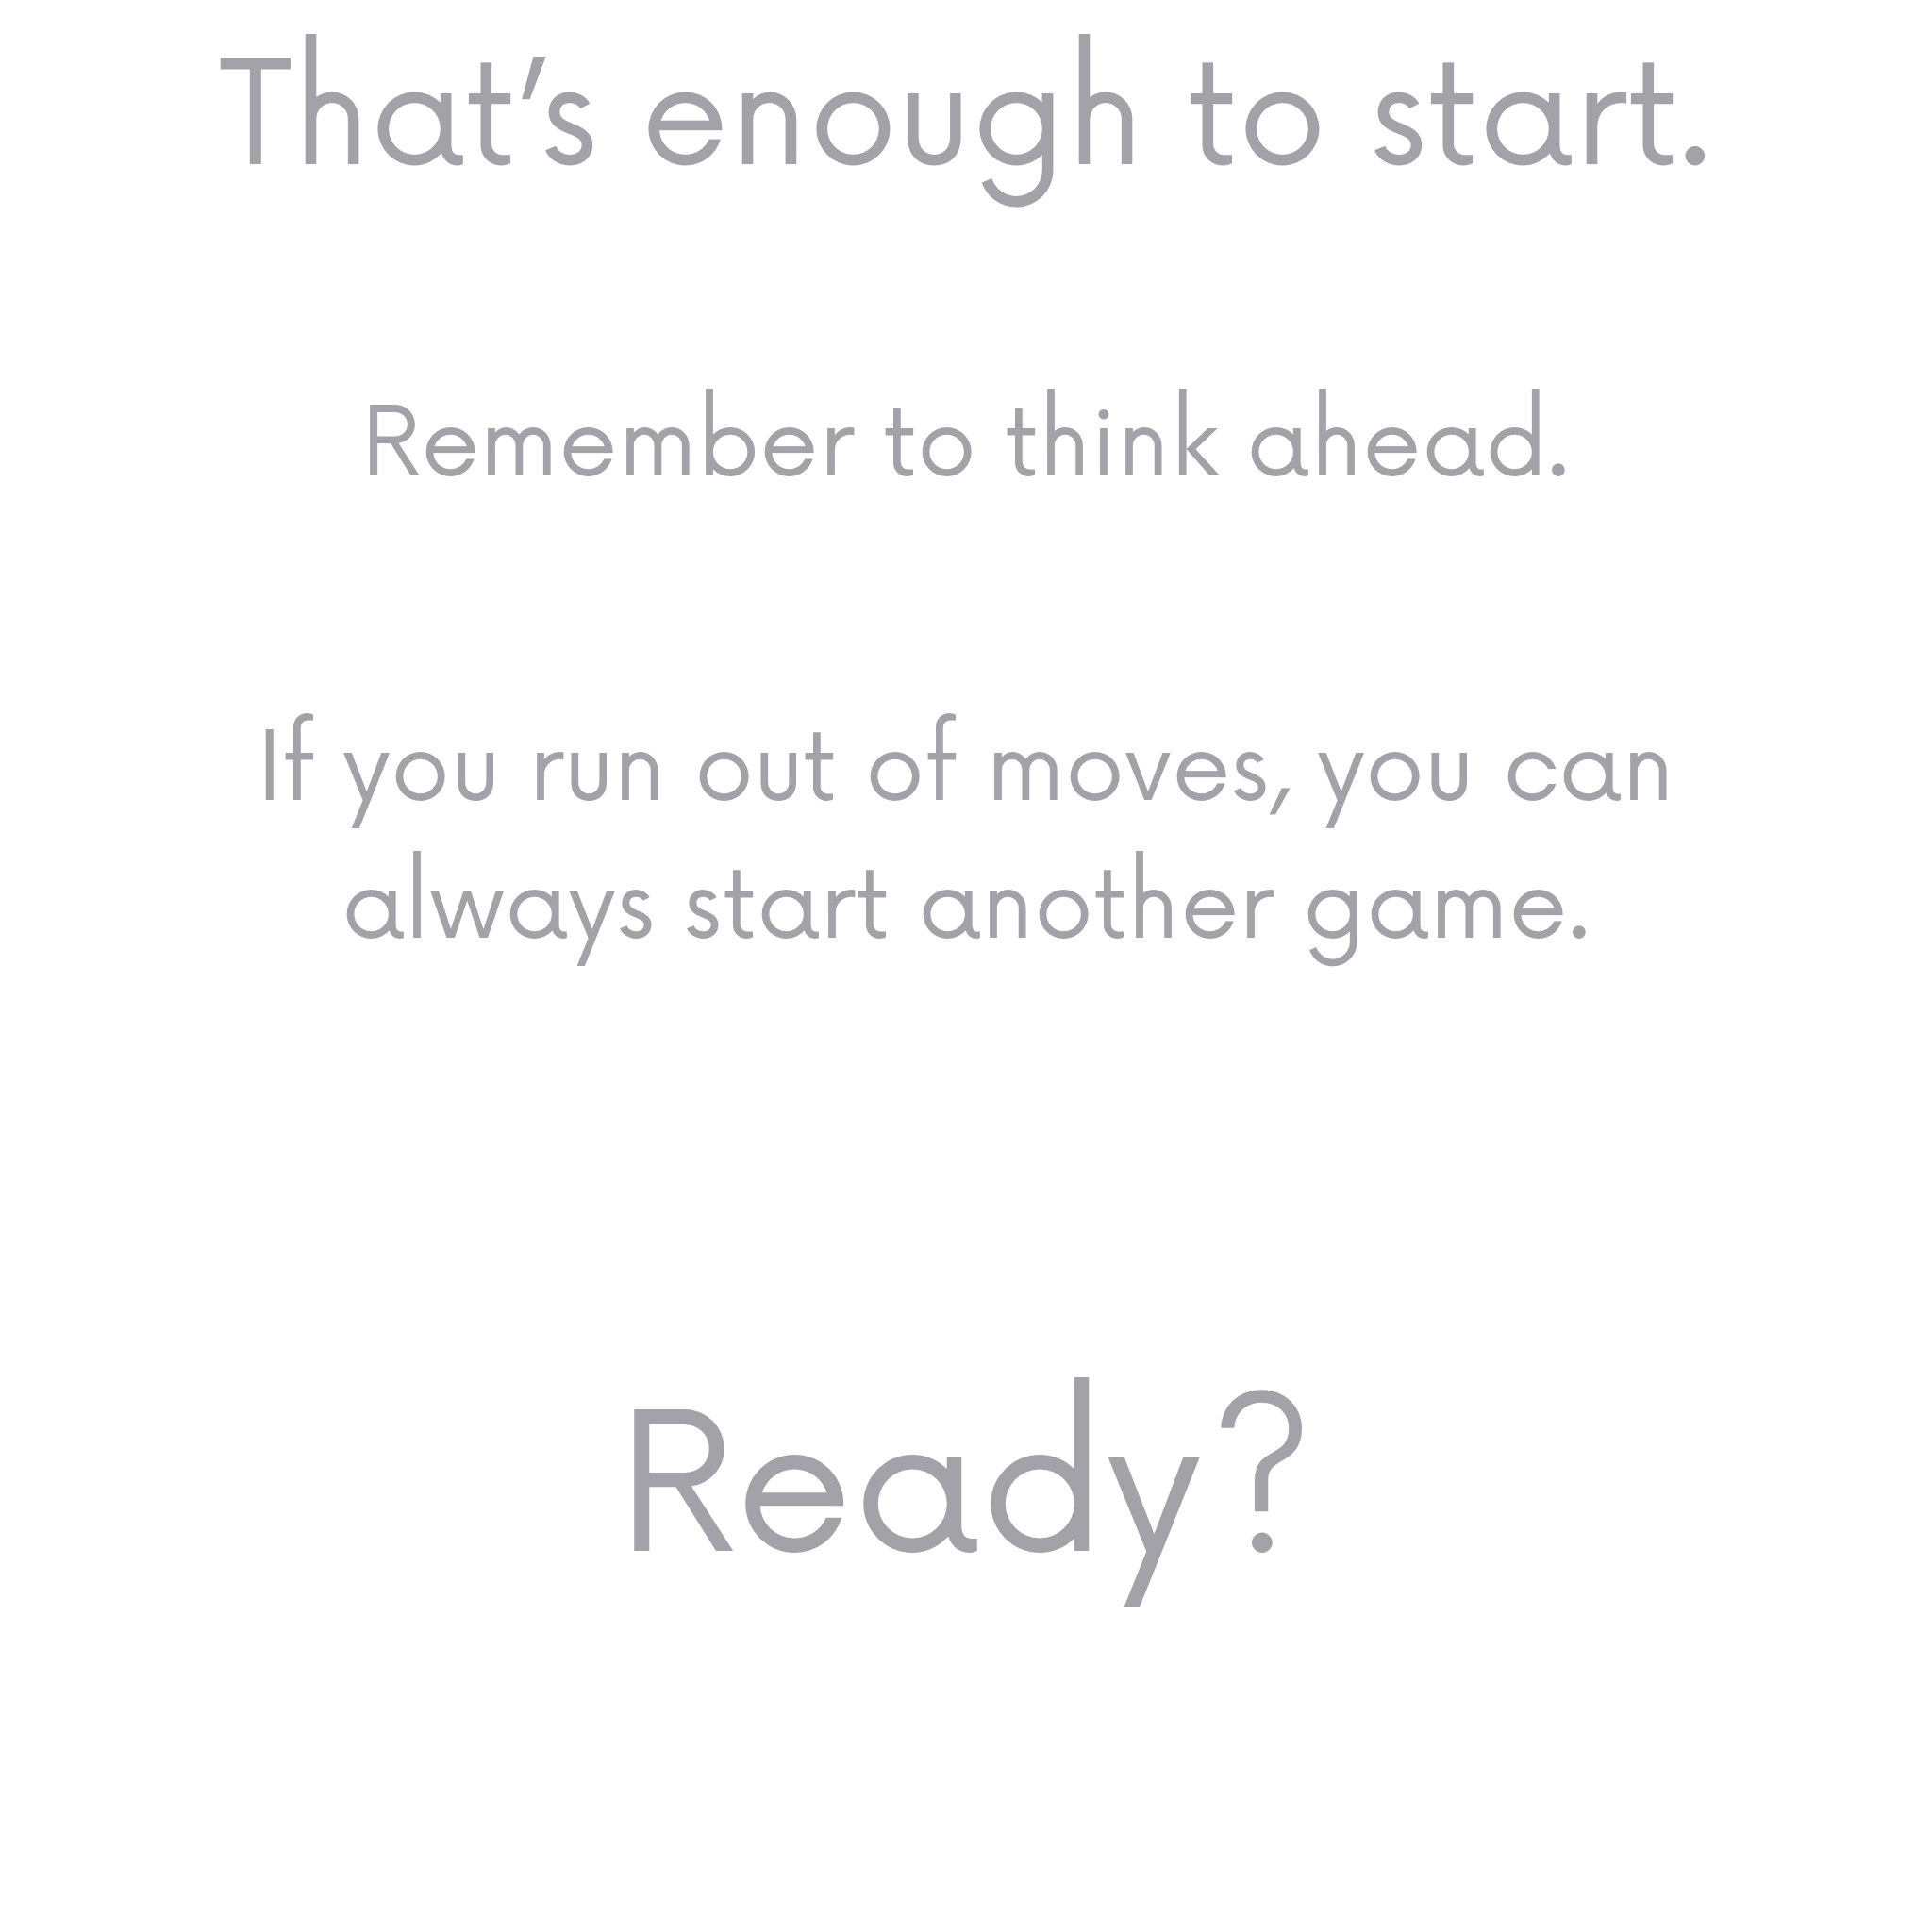 That’s enough to start.
Remember to think ahead.
If you run out of moves, you can
always start another game.
Ready?